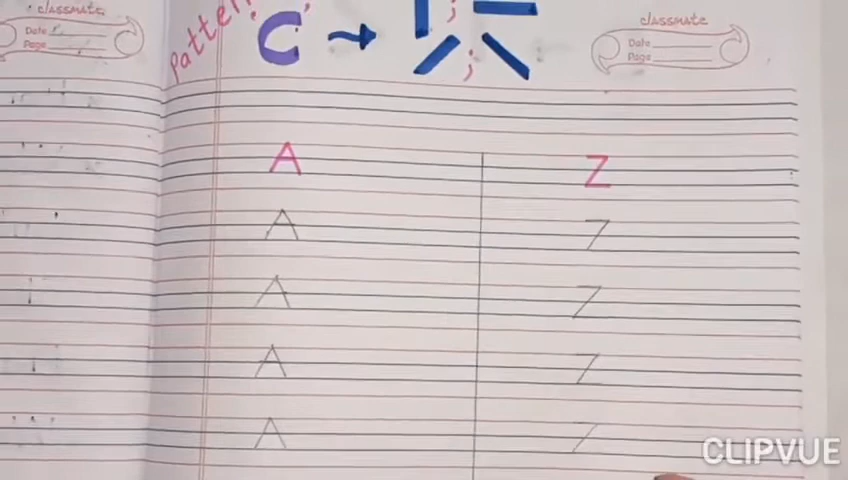 classmate
Date
Page
Patter
C
classmate
Date
Page
A Z
A Z
A Z
A Z
A Z
CLIPVUE